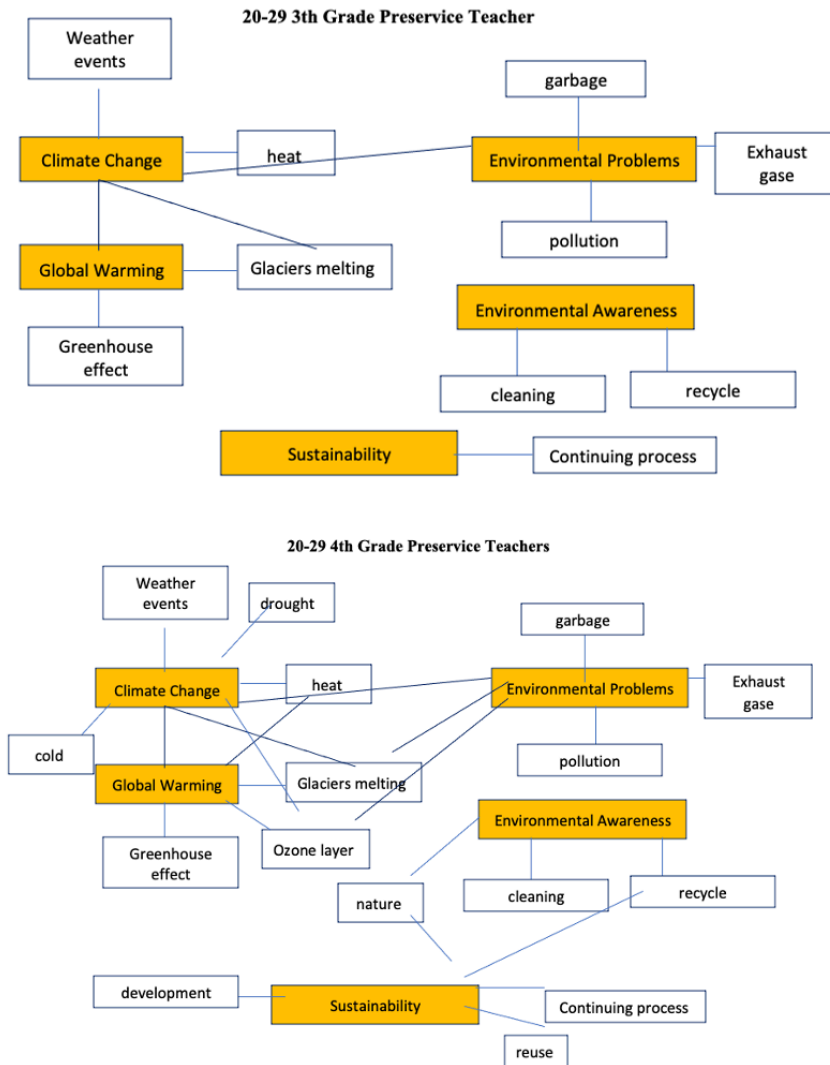 20-29 3th Grade Preservice Teacher
Weather
events
garbage
Climate Change
heat
Environmental Problems
Exhaust
gase
pollution
Global Warming
Glaciers melting
Environmental Awareness
Greenhouse
effect
cleaning
recycle
Sustainability
Continuing process
20-29 4th Grade Preservice Teachers
Weather
events
drought
garbage
Climate Change
heat
Environmental Problems
Exhaust
gase
cold
pollution
Global Warming
Glaciers melting
Environmental Awareness
Greenhouse
effect
Ozone layer
nature
cleaning
recycle
development
Sustainability
Continuing process
reuse